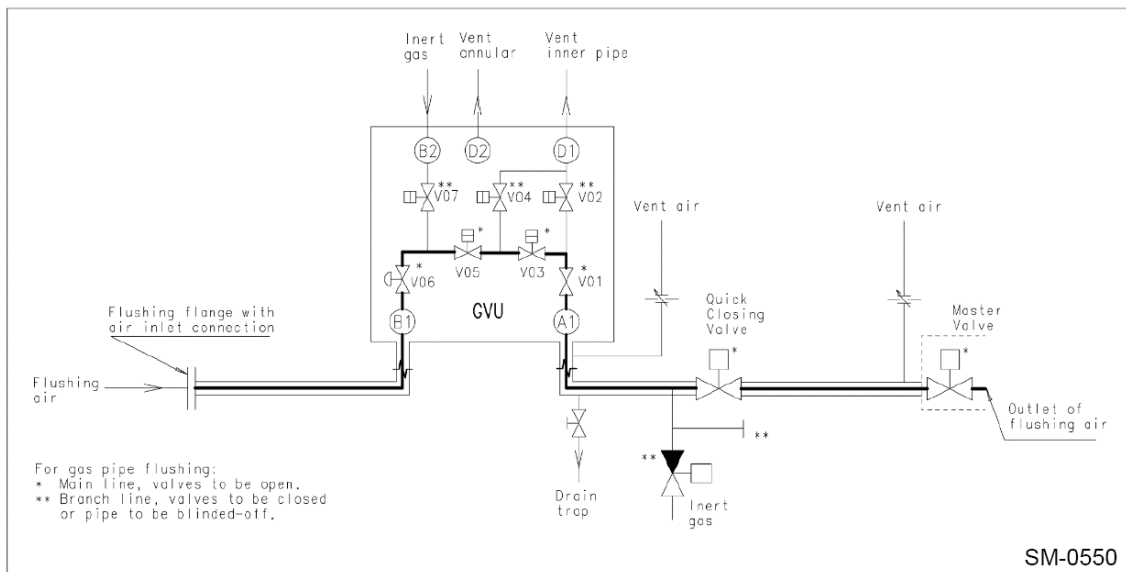 Inert
gas
Vent
annular
Vent
inner pipe
B2
D2
D1
**
V07
**
V04
**
V02
Vent air
Vent air
*
V05
*
V03
*
V06
*
V01
GVU
B1
A1
Quick
Closing
Valve
*
Master
Valve
*
Flushing flange with
air inlet connection
Flushing
air
Outlet of
flushing air
**
**
Drain
trap
Inert
gas
For gas pipe flushing:
* Main line, valves to be open.
** Branch line, valves to be closed
or pipe to be blinded-off.
SM-0550